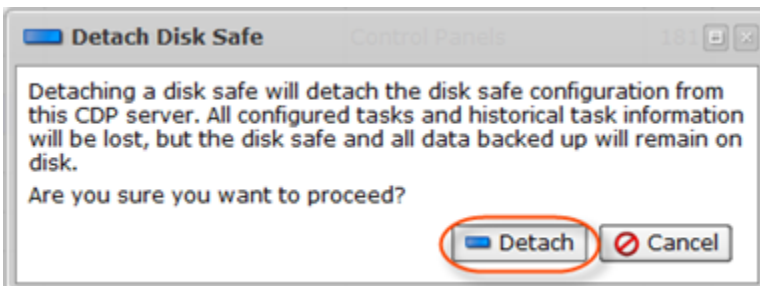 Detach Disk Safe
Control Panels
181
Detaching a disk safe will detach the disk safe configuration from
this CDP server. All configured tasks and historical task information
will be lost, but the disk safe and all data backed up will remain on
disk.
Are you sure you want to proceed?
Detach
Cancel